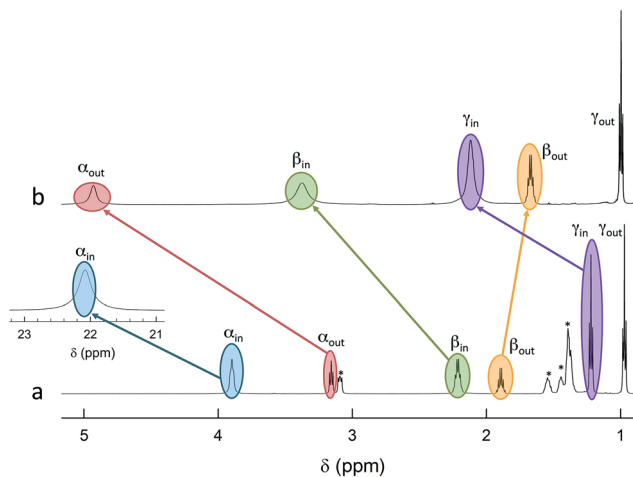 γin
γout
βout
βin
αout
b
γin γout
αin
23 22 21
δ (ppm)
αin
αout
*
βin
βout
* * *
a
5 4 3 2 1
δ (ppm)